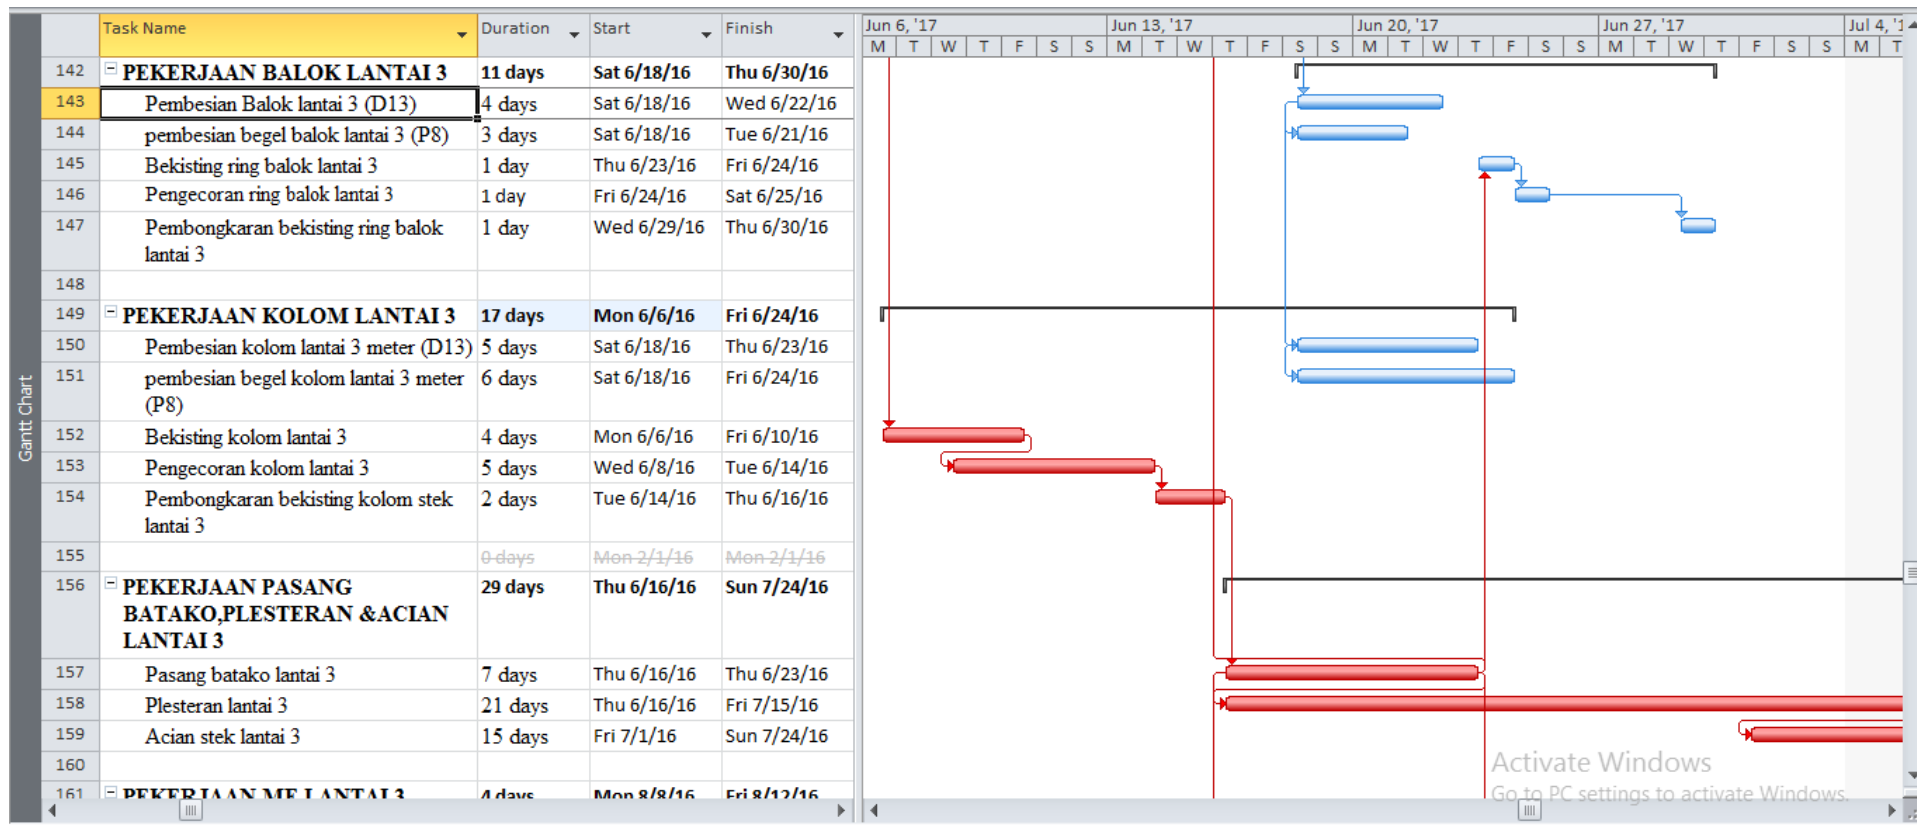 Task Name Duration Start Finish Jun 6, '17 Jun 13, '17 Jun 20, '17 Jun 27, '17 Jul 4, '1
M T W T F S S M T W T F S S M T W T F S S M T W T F S S M T
142 PEKERJAAN BALOK LANTAI 3 11 days Sat 6/18/16 Thu 6/30/16
143 Pembesian Balok lantai 3 (D13) 4 days Sat 6/18/16 Wed 6/22/16
144 pembesian begel balok lantai 3 (P8) 3 days Sat 6/18/16 Tue 6/21/16
145 Bekisting ring balok lantai 3 1 day Thu 6/23/16 Fri 6/24/16
146 Pengecoran ring balok lantai 3 1 day Fri 6/24/16 Sat 6/25/16
147 Pembongkaran bekisting ring balok 1 day Wed 6/29/16 Thu 6/30/16
lantai 3
148
149 PEKERJAAN KOLOM LANTAI 3 17 days Mon 6/6/16 Fri 6/24/16
150 Pembesian kolom lantai 3 meter (D13) 5 days Sat 6/18/16 Thu 6/23/16
151 pembesian begel kolom lantai 3 meter 6 days Sat 6/18/16 Fri 6/24/16
(P8)
152 Bekisting kolom lantai 3 4 days Mon 6/6/16 Fri 6/10/16
153 Pengecoran kolom lantai 3 5 days Wed 6/8/16 Tue 6/14/16
154 Pembongkaran bekisting kolom stek 2 days Tue 6/14/16 Thu 6/16/16
lantai 3
155 0 days Mon 2/1/16 Mon 2/1/16
156 PEKERJAAN PASANG 29 days Thu 6/16/16 Sun 7/24/16
BATAKO,PLESTERAN &ACIAN
LANTAI 3
157 Pasang batako lantai 3 7 days Thu 6/16/16 Thu 6/23/16
158 Plesteran lantai 3 21 days Thu 6/16/16 Fri 7/15/16
159 Acian stek lantai 3 15 days Fri 7/1/16 Sun 7/24/16
160
161 PEKERJAAN ME LANTAI 3 4 days Mon 8/8/16 Fri 8/12/16
Gantt Chart
Activate Windows
Go to PC settings to activate Windows.